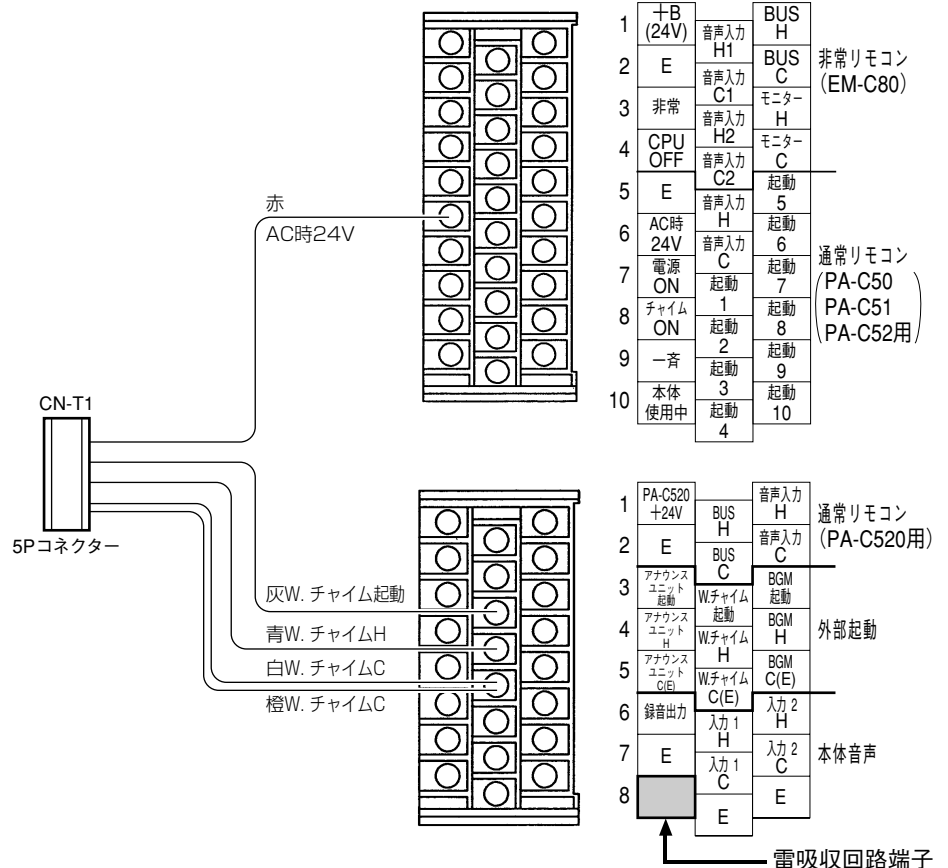 1
+B
(24V)
音声入力
H1
BUS
H
2
E
音声入力
C1
BUS
C
3
非常
音声入力
H2
モニター
H
4
CPU
OFF
音声入力
C2
モニター
C
非常リモコン
(EM-C80)
5
E
音声入力
H
起動
5
6
AC時
24V
音声入力
C
起動
6
7
電源
ON
起動
1
起動
7
8
チャイム
ON
起動
2
起動
8
9
一斉
起動
3
起動
9
10
本体
使用中
起動
4
起動
10
通常リモコン
(PA-C50
PA-C51
PA-C52用)
赤
AC時24V
CN-T1
5Pコネクター
灰W. チャイム起動
青W. チャイムH
白W. チャイムC
橙W. チャイムC
1
PA-C520
+24V
BUS
H
音声入力
H
2
E
BUS
C
音声入力
C
通常リモコン
(PA-C520用)
3
アナウンス
ユニット
起動
W.チャイム
起動
BGM
起動
4
アナウンス
ユニット
H
W.チャイム
H
BGM
H
5
アナウンス
ユニット
C(E)
W.チャイム
C(E)
BGM
C(E)
外部起動
6
録音出力
入力 1
H
入力 2
H
7
E
入力 1
C
入力 2
C
8
E
E
本体音声
雷吸収回路端子